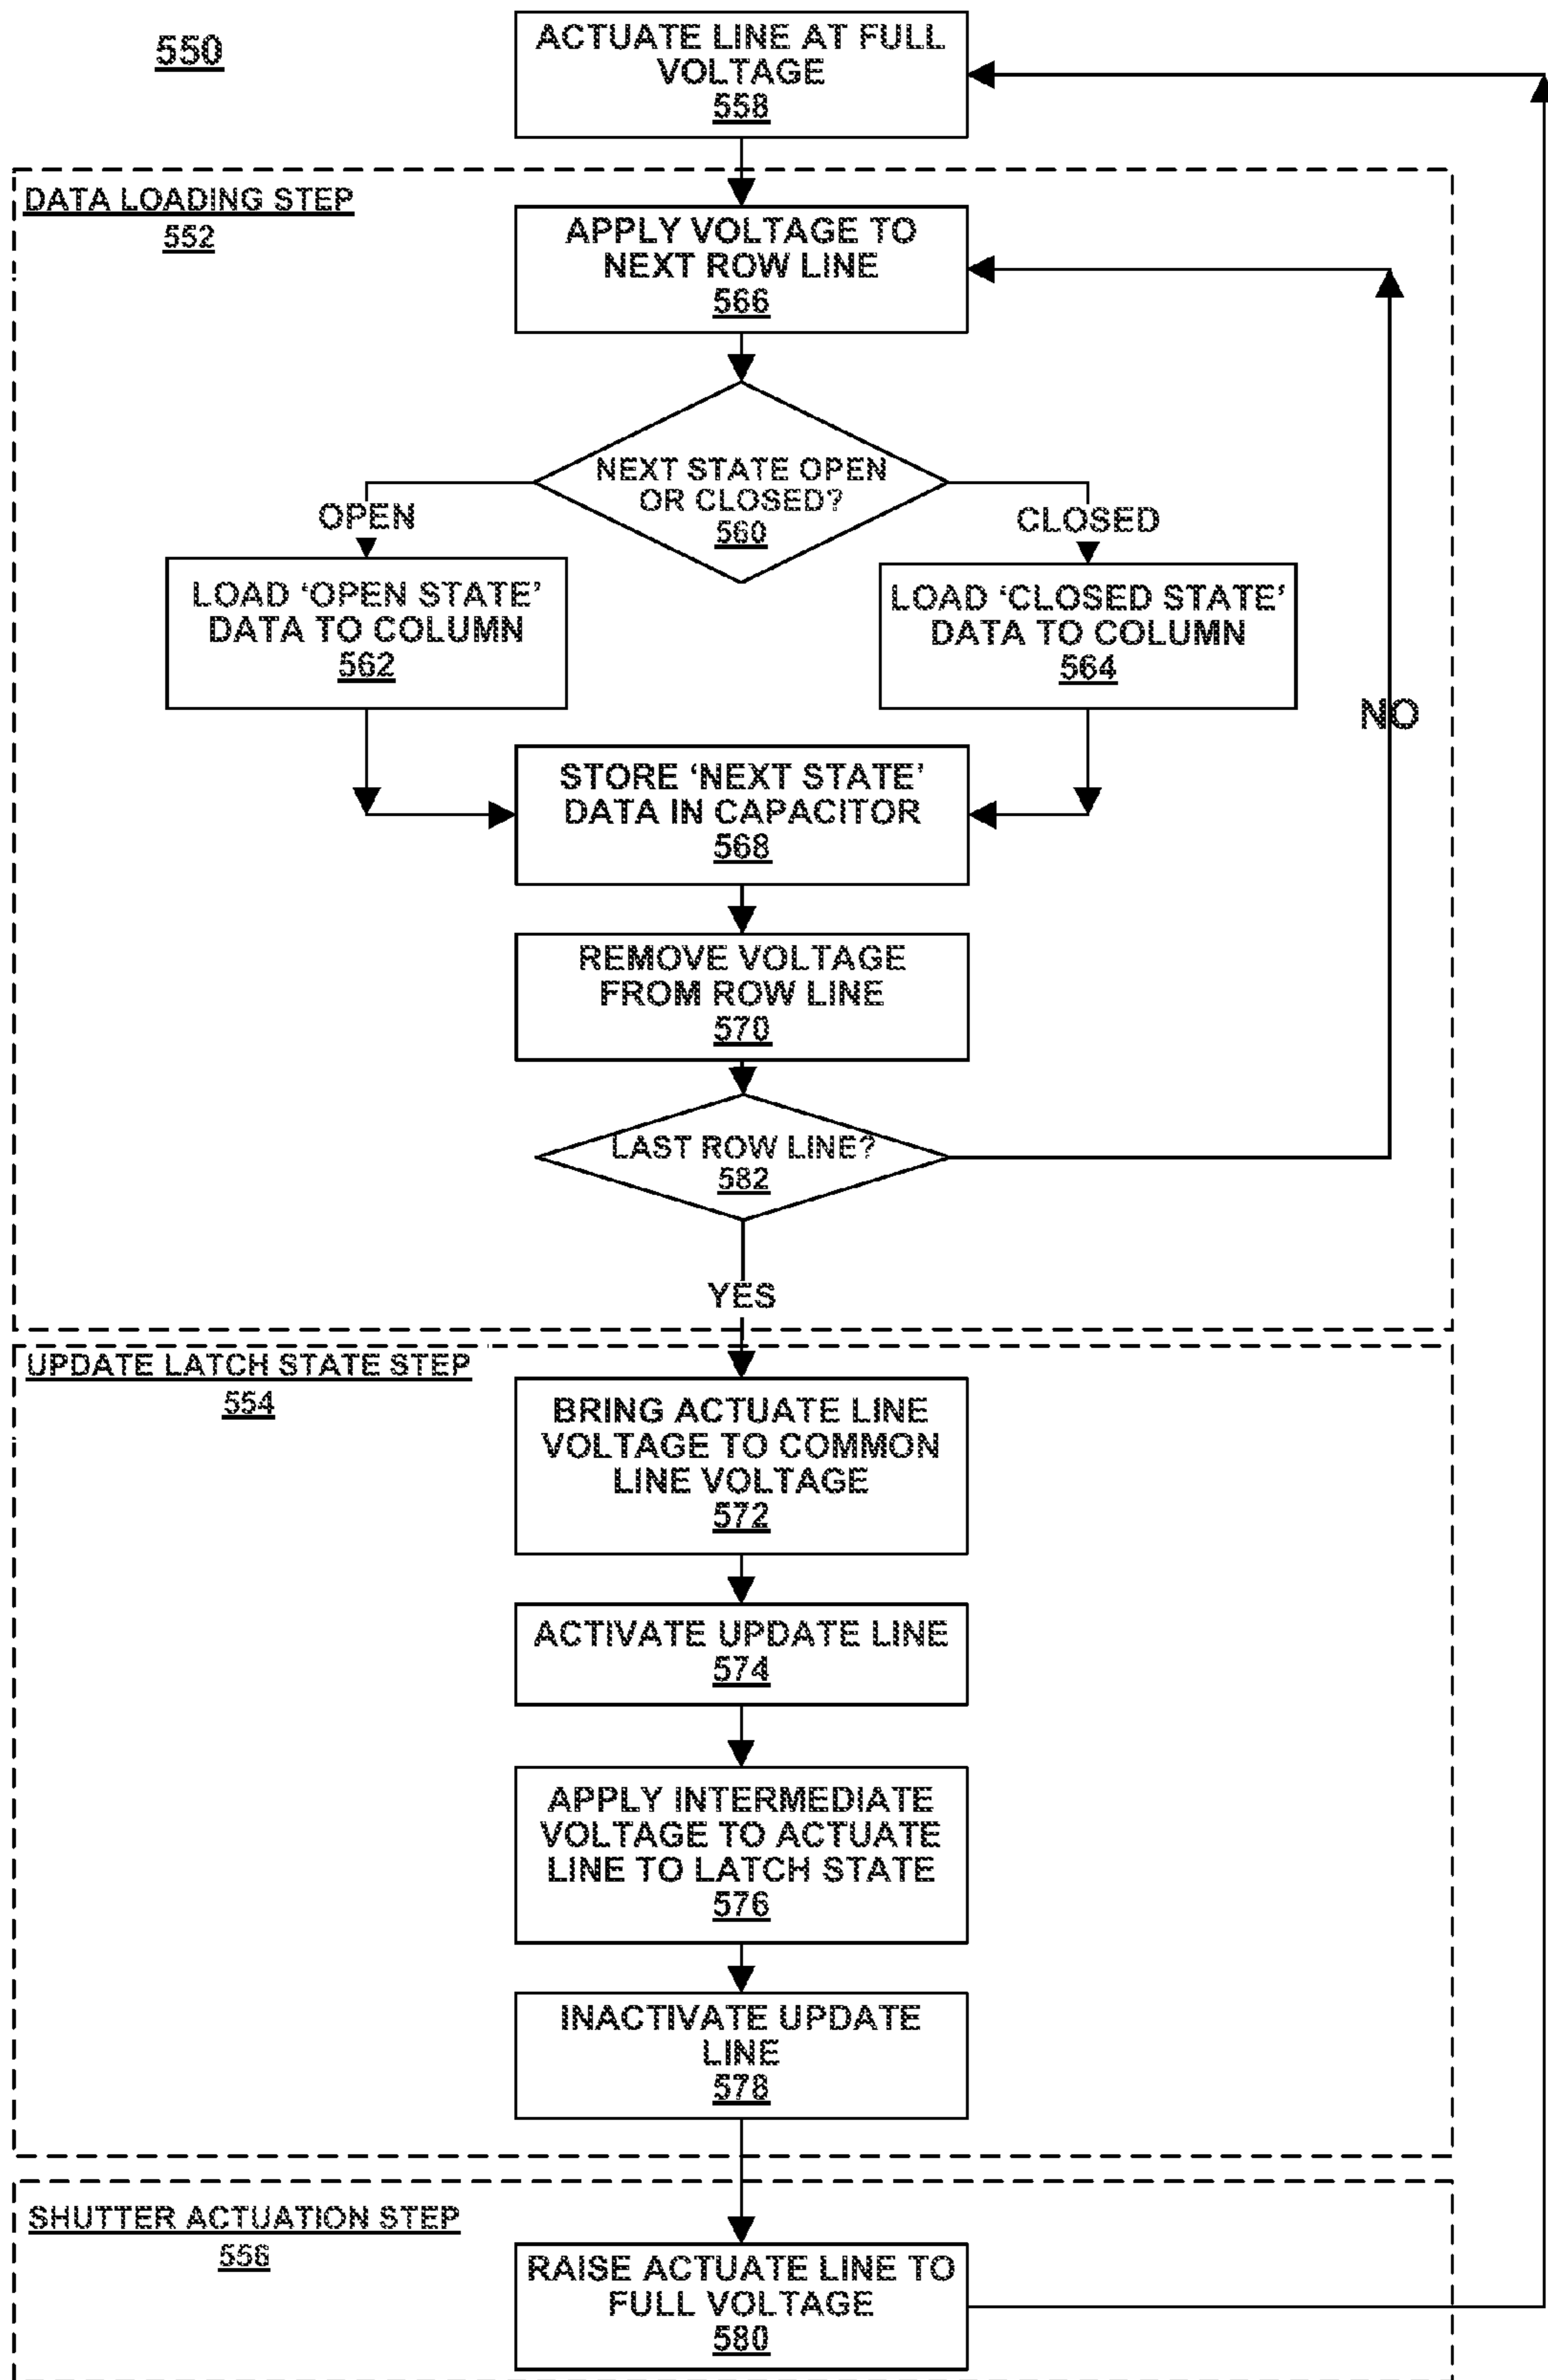 550
ACTUATE LINE AT FULL
VOLTAGE
558
DATA LOADING STEP
552
APPLY VOLTAGE TO
NEXT ROW LINE
566
NEXT STATE OPEN
OR CLOSED?
560
OPEN
CLOSED
LOAD ‘OPEN STATE’
DATA TO COLUMN
562
LOAD ‘CLOSED STATE’
DATA TO COLUMN
564
NO
STORE ‘NEXT STATE’
DATA IN CAPACITOR
568
REMOVE VOLTAGE
FROM ROW LINE
570
LAST ROW LINE?
582
YES
UPDATE LATCH STATE STEP
554
BRING ACTUATE LINE
VOLTAGE TO COMMON
LINE VOLTAGE
572
ACTIVATE UPDATE LINE
574
APPLY INTERMEDIATE
VOLTAGE TO ACTUATE
LINE TO LATCH STATE
576
INACTIVATE UPDATE
LINE
578
SHUTTER ACTUATION STEP
556
RAISE ACTUATE LINE TO
FULL VOLTAGE
580